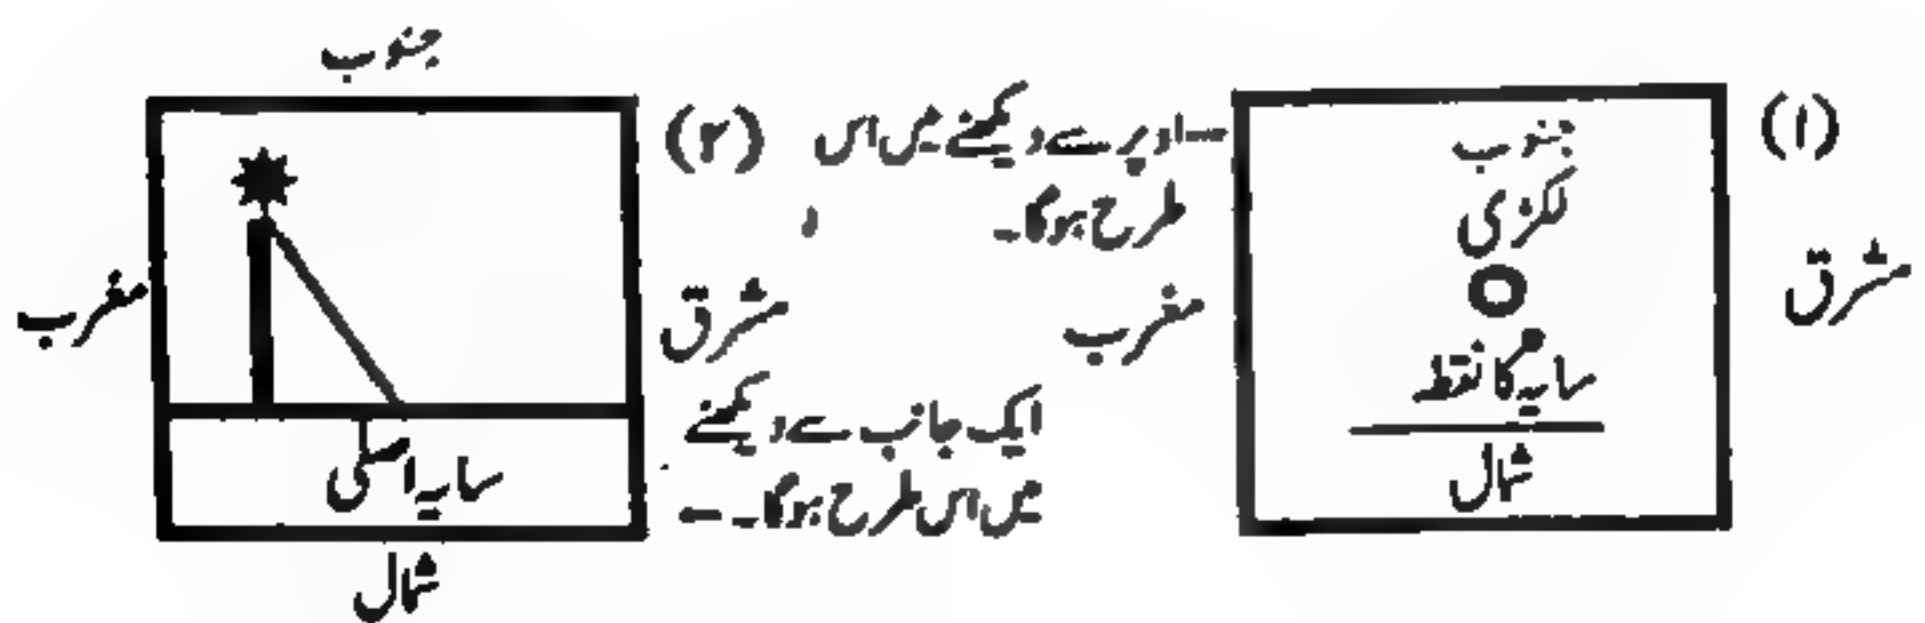 (۱)
جنوب
لکڑی
سایہ کا نقطہ
شمال
مشرق
مغرب
اوپر سے دیکھنے میں اس
طرح ہوگا۔
(۲)
جنوب
مشرق
مغرب
سایہ اصلی
شمال
ایک جانب سے دیکھنے
میں اس طرح ہوگا۔